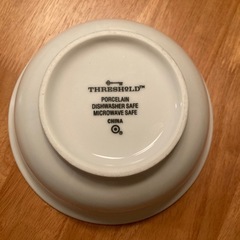 THRESHOLD™
PORCELAIN
DISHWASHER SAFE
MICROWAVE SAFE
CHINA